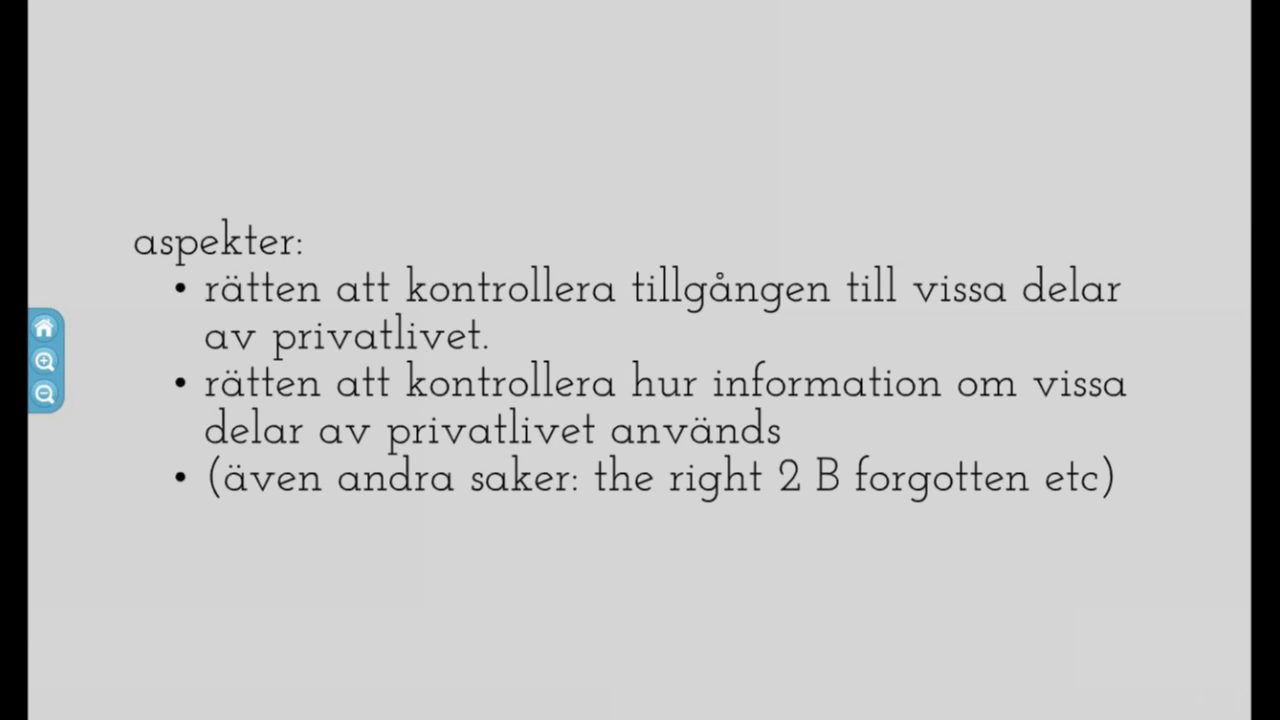 aspekter:
• rätten att kontrollera tillgången till vissa delar
av privatlivet.
• rätten att kontrollera hur information om vissa
delar av privatlivet används
• (även andra saker: the right 2 B forgotten etc)